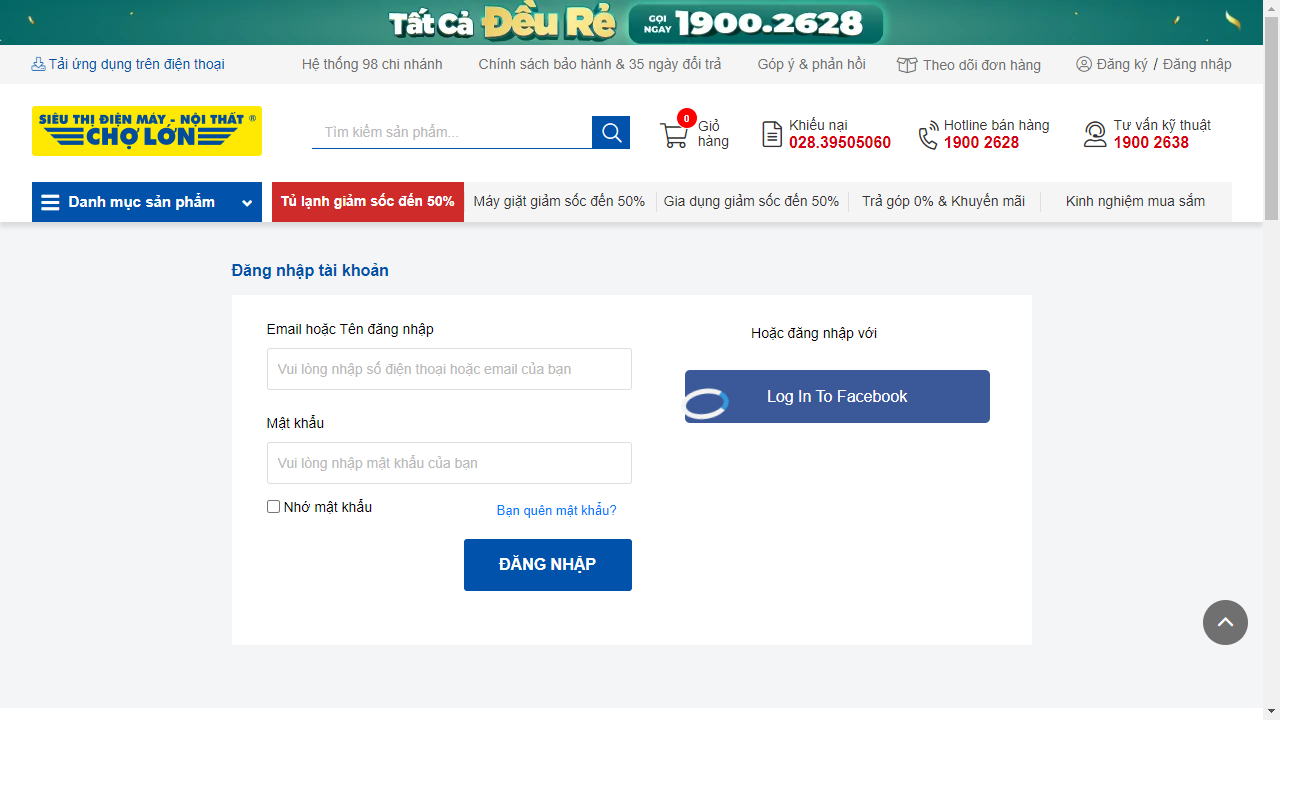 Tất Cả Đều Rẻ GỌI NGAY 1900.2628
Tải ứng dụng trên điện thoại
Hệ thống 98 chi nhánh
Chính sách bảo hành & 35 ngày đổi trả
Góp ý & phản hồi
Theo dõi đơn hàng
Đăng ký / Đăng nhập
SIÊU THỊ ĐIỆN MÁY - NỘI THẤT ®
CHỢ LỚN
Tìm kiếm sản phẩm...
0
Giỏ
hàng
Khiếu nại
028.39505060
Hotline bán hàng
1900 2628
Tư vấn kỹ thuật
1900 2638
Danh mục sản phẩm
Tủ lạnh giảm sốc đến 50%
Máy giặt giảm sốc đến 50%
Gia dụng giảm sốc đến 50%
Trả góp 0% & Khuyến mãi
Kinh nghiệm mua sắm
Đăng nhập tài khoản
Email hoặc Tên đăng nhập
Vui lòng nhập số điện thoại hoặc email của bạn
Mật khẩu
Vui lòng nhập mật khẩu của bạn
Nhớ mật khẩu
Bạn quên mật khẩu?
ĐĂNG NHẬP
Hoặc đăng nhập với
Log In To Facebook